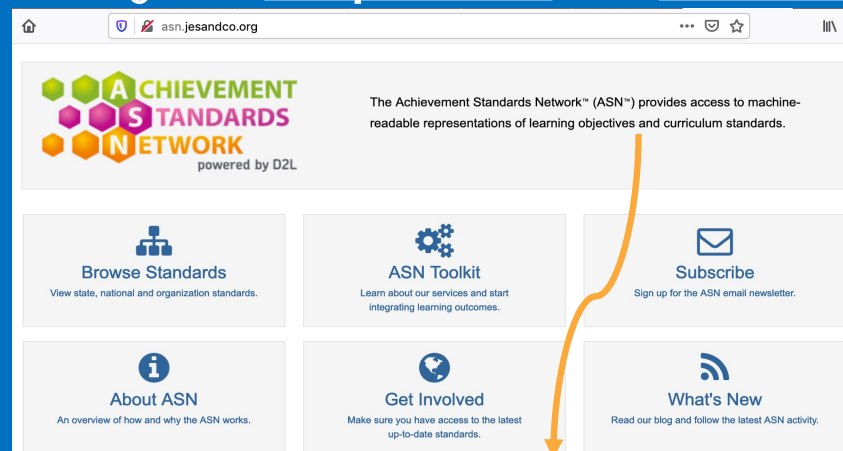 asn.jesandco.org
ACHIEVEMENT
STANDARDS
NETWORK
powered by D2L
The Achievement Standards Network™ (ASN™) provides access to machine-
readable representations of learning objectives and curriculum standards.
Browse Standards
View state, national and organization standards.
ASN Toolkit
Learn about our services and start
integrating learning outcomes.
Subscribe
Sign up for the ASN email newsletter.
About ASN
An overview of how and why the ASN works.
Get Involved
Make sure you have access to the latest
up-to-date standards.
What's New
Read our blog and follow the latest ASN activity.